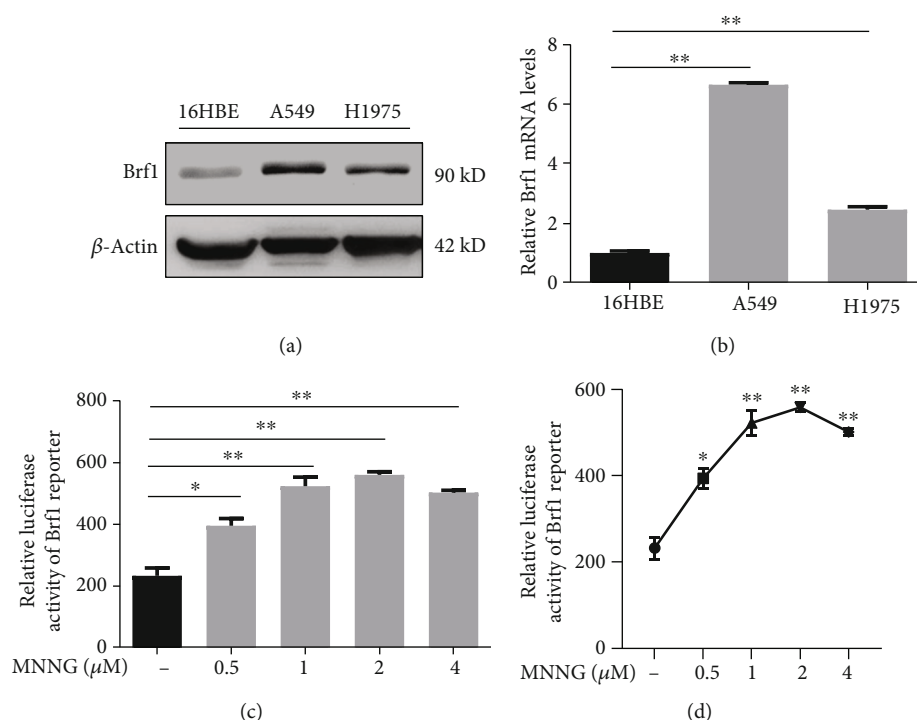 16HBE A549 H1975
Brf1
90 kD
β-Actin
42 kD
(a)
**
**
Relative Brf1 mRNA levels
8
6
4
2
0
16HBE A549 H1975
(b)
Relative luciferase
activity of Brf1 reporter
800
600
400
200
0
**
**
**
*
MNNG (μM) – 0.5 1 2 4
(c)
Relative luciferase
activity of Brf1 reporter
600
400
200
0
*
**
**
**
MNNG (μM) – 0.5 1 2 4
(d)